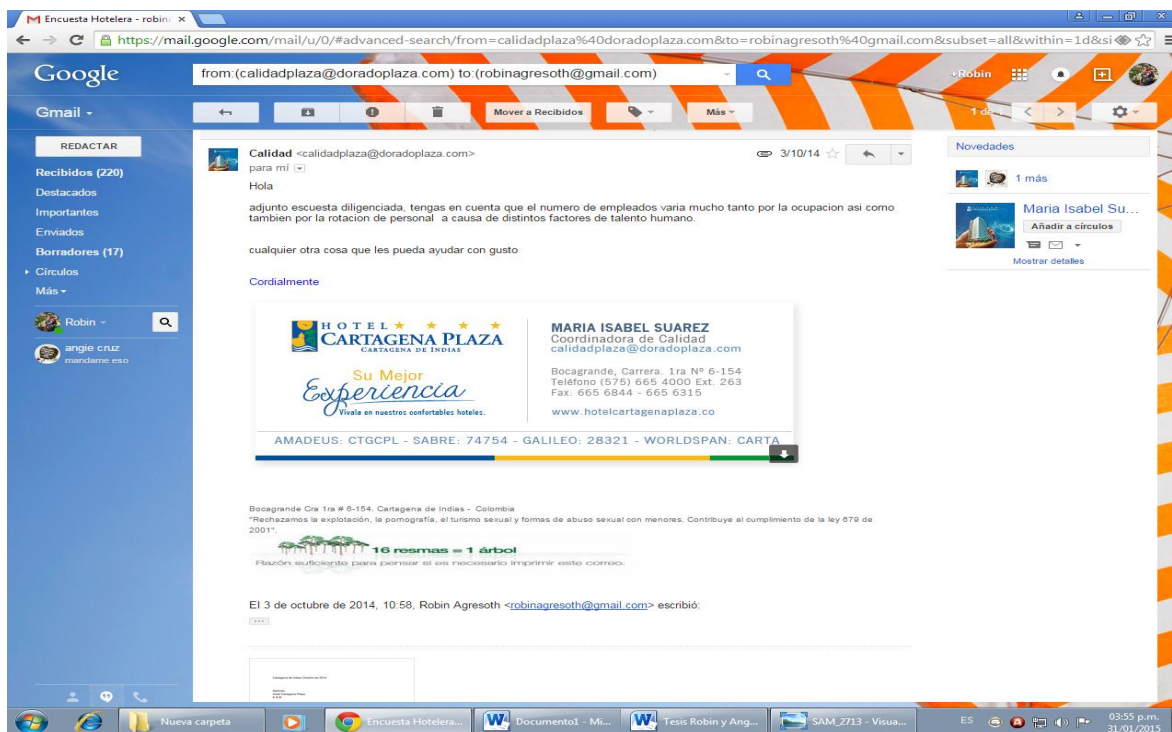 Encuesta Hotelera - robin
https://mail.google.com/mail/u/0/#advanced-search/from=calidadplaza%40doradoplaza.com&to=robinagresoth%40gmail.com&subset=all&within=1d&si
Google
from:(calidadplaza@doradoplaza.com) to:(robinagresoth@gmail.com)
+Robin
Gmail
Mover a Recibidos
Más
1 de
REDACTAR
Recibidos (220)
Destacados
Importantes
Enviados
Borradores (17)
Círculos
Más
Robin
angie cruz
mandame eso
Calidad <calidadplaza@doradoplaza.com>
3/10/14
para mí
Hola
adjunto escuesta diligenciada, tengas en cuenta que el numero de empleados varia mucho tanto por la ocupacion asi como
tambien por la rotacion de personal a causa de distintos factores de talento humano.
cualquier otra cosa que les pueda ayudar con gusto
Cordialmente
HOTEL
CARTAGENA PLAZA
CARTAGENA DE INDIAS
Su Mejor
Experiencia
Vívala en nuestros confortables hoteles.
MARIA ISABEL SUAREZ
Coordinadora de Calidad
calidadplaza@doradoplaza.com
Bocagrande, Carrera. 1ra Nº 6-154
Teléfono (575) 665 4000 Ext. 263
Fax: 665 6844 - 665 6315
www.hotelcartagenaplaza.co
AMADEUS: CTGCPL - SABRE: 74754 - GALILEO: 28321 - WORLDSPAN: CARTA
Bocagrande Cra 1ra # 6-154. Cartagena de Indias - Colombia
"Rechazamos la explotación, la pornografía, el turismo sexual y formas de abuso sexual con menores. Contribuye al cumplimiento de la ley 679 de
2001".
16 resmas = 1 árbol
Razón suficiente para pensar si es necesario imprimir este correo.
El 3 de octubre de 2014, 10:58, Robin Agresoth <robinagresoth@gmail.com> escribió:
Novedades
1 más
Maria Isabel Su...
Añadir a círculos
Mostrar detalles
Nueva carpeta
Encuesta Hotelera...
Documento1 - Mi...
Tesis Robin y Ang...
SAM_2713 - Visua...
ES
03:55 p.m.
31/01/2015